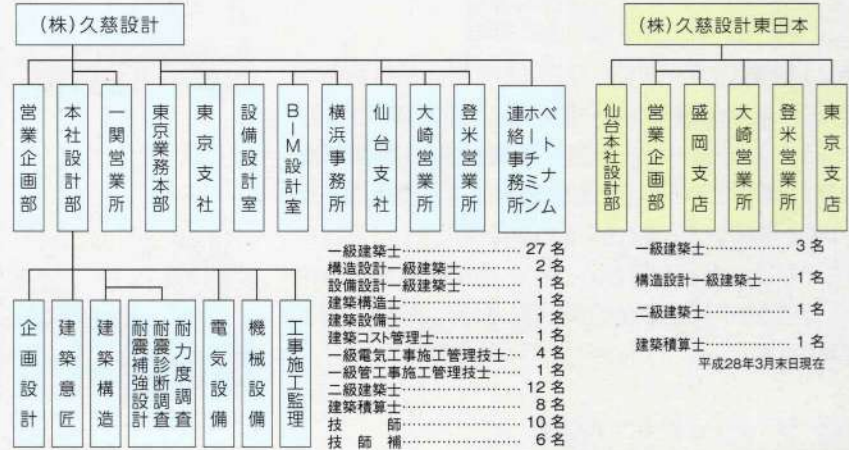 (株)久慈設計
営業企画部
本社設計部
一関営業所
東京業務本部
東京支社
設備設計室
BIM設計室
横浜事務所
仙台支社
大崎営業所
登米営業所
ベトナム
ホーチミン
連絡事務所
企画設計
建築意匠
建築構造
耐力度調査
耐震診断調査
耐震補強設計
電気設備
機械設備
工事施工監理
一級建築士…………………… 27名
構造設計一級建築士………… 2名
設備設計一級建築士………… 1名
建築構造士…………………… 1名
建築設備士…………………… 1名
建築コスト管理士…………… 1名
一級電気工事施工管理技士… 4名
一級管工事施工管理技士…… 1名
二級建築士…………………… 12名
建築積算士…………………… 8名
技師…………………… 10名
技師補…………………… 6名
(株)久慈設計東日本
仙台本社設計部
営業企画部
盛岡支店
大崎営業所
登米営業所
東京支店
一級建築士…………………… 3名
構造設計一級建築士………… 1名
二級建築士…………………… 1名
建築積算士…………………… 1名
平成28年3月末日現在